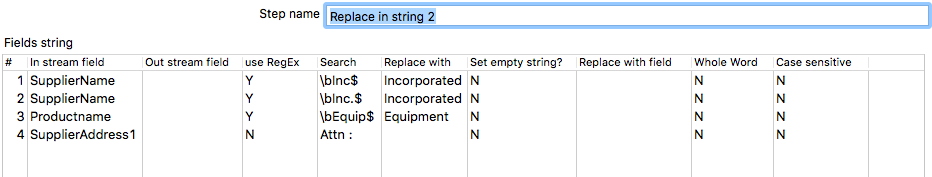 Step name Replace in string 2
Fields string
# In stream field Out stream field use RegEx Search Replace with Set empty string? Replace with field Whole Word Case sensitive
1 SupplierName Y \bInc$ Incorporated N N N
2 SupplierName Y \bInc.$ Incorporated N N N
3 Productname Y \bEquip$ Equipment N N N
4 SupplierAddress1 N Attn : N N N